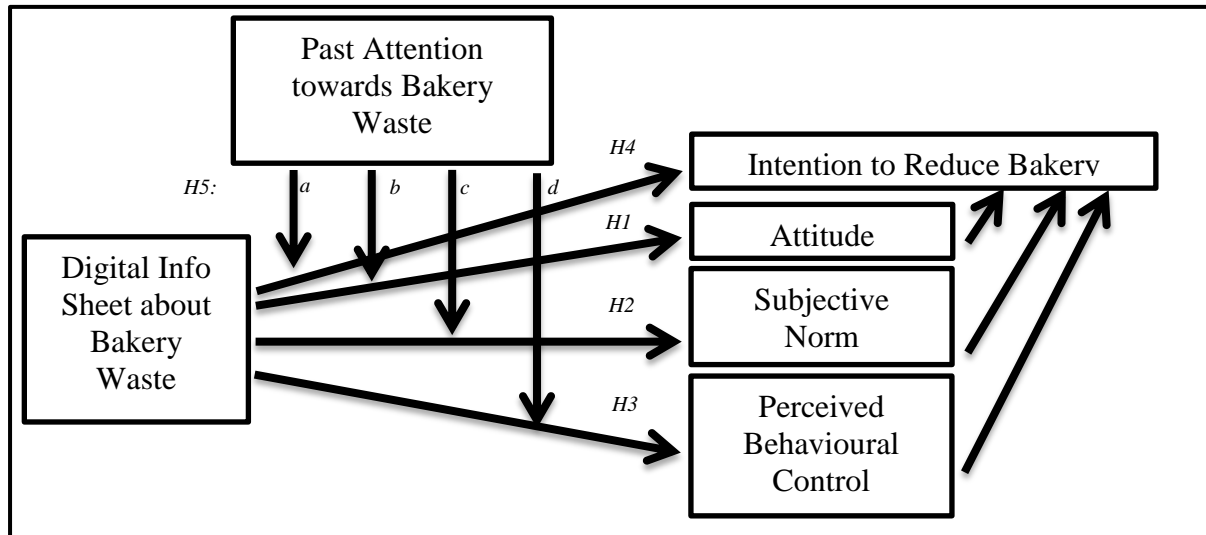 Past Attention
towards Bakery
Waste
H4
Intention to Reduce Bakery
H5:
a
b
c
d
H1
Attitude
Digital Info
Sheet about
Bakery
Waste
H2
Subjective
Norm
H3
Perceived
Behavioural
Control